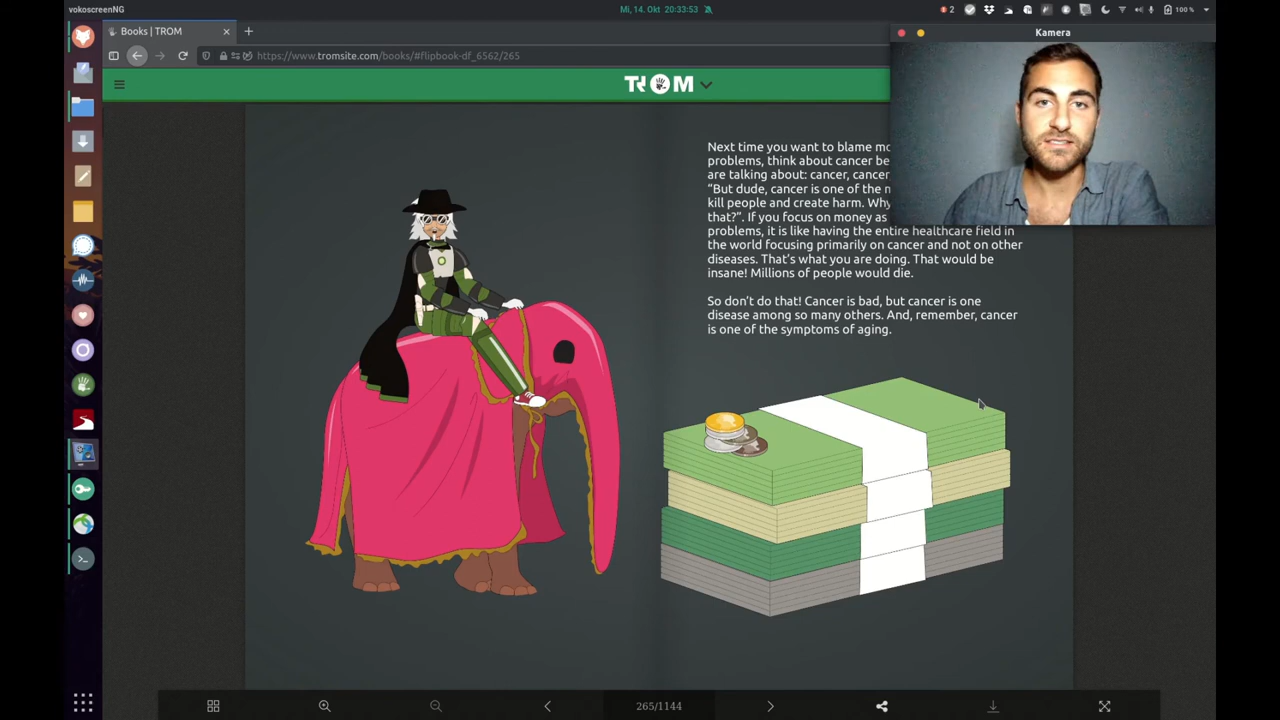 vokoscreenNG
Mi, 14. Okt 20:33:53
2
100 %
Books | TROM
Kamera
https://www.tromsite.com/books/#flipbook-df_6562/265
TROM
Next time you want to blame mo
problems, think about cancer be
are talking about: cancer, cancer
“But dude, cancer is one of the m
kill people and create harm. Why
that?”. If you focus on money as
problems, it is like having the entire healthcare field in
the world focusing primarily on cancer and not on other
diseases. That’s what you are doing. That would be
insane! Millions of people would die.
So don’t do that! Cancer is bad, but cancer is one
disease among so many others. And, remember, cancer
is one of the symptoms of aging.
265/1144